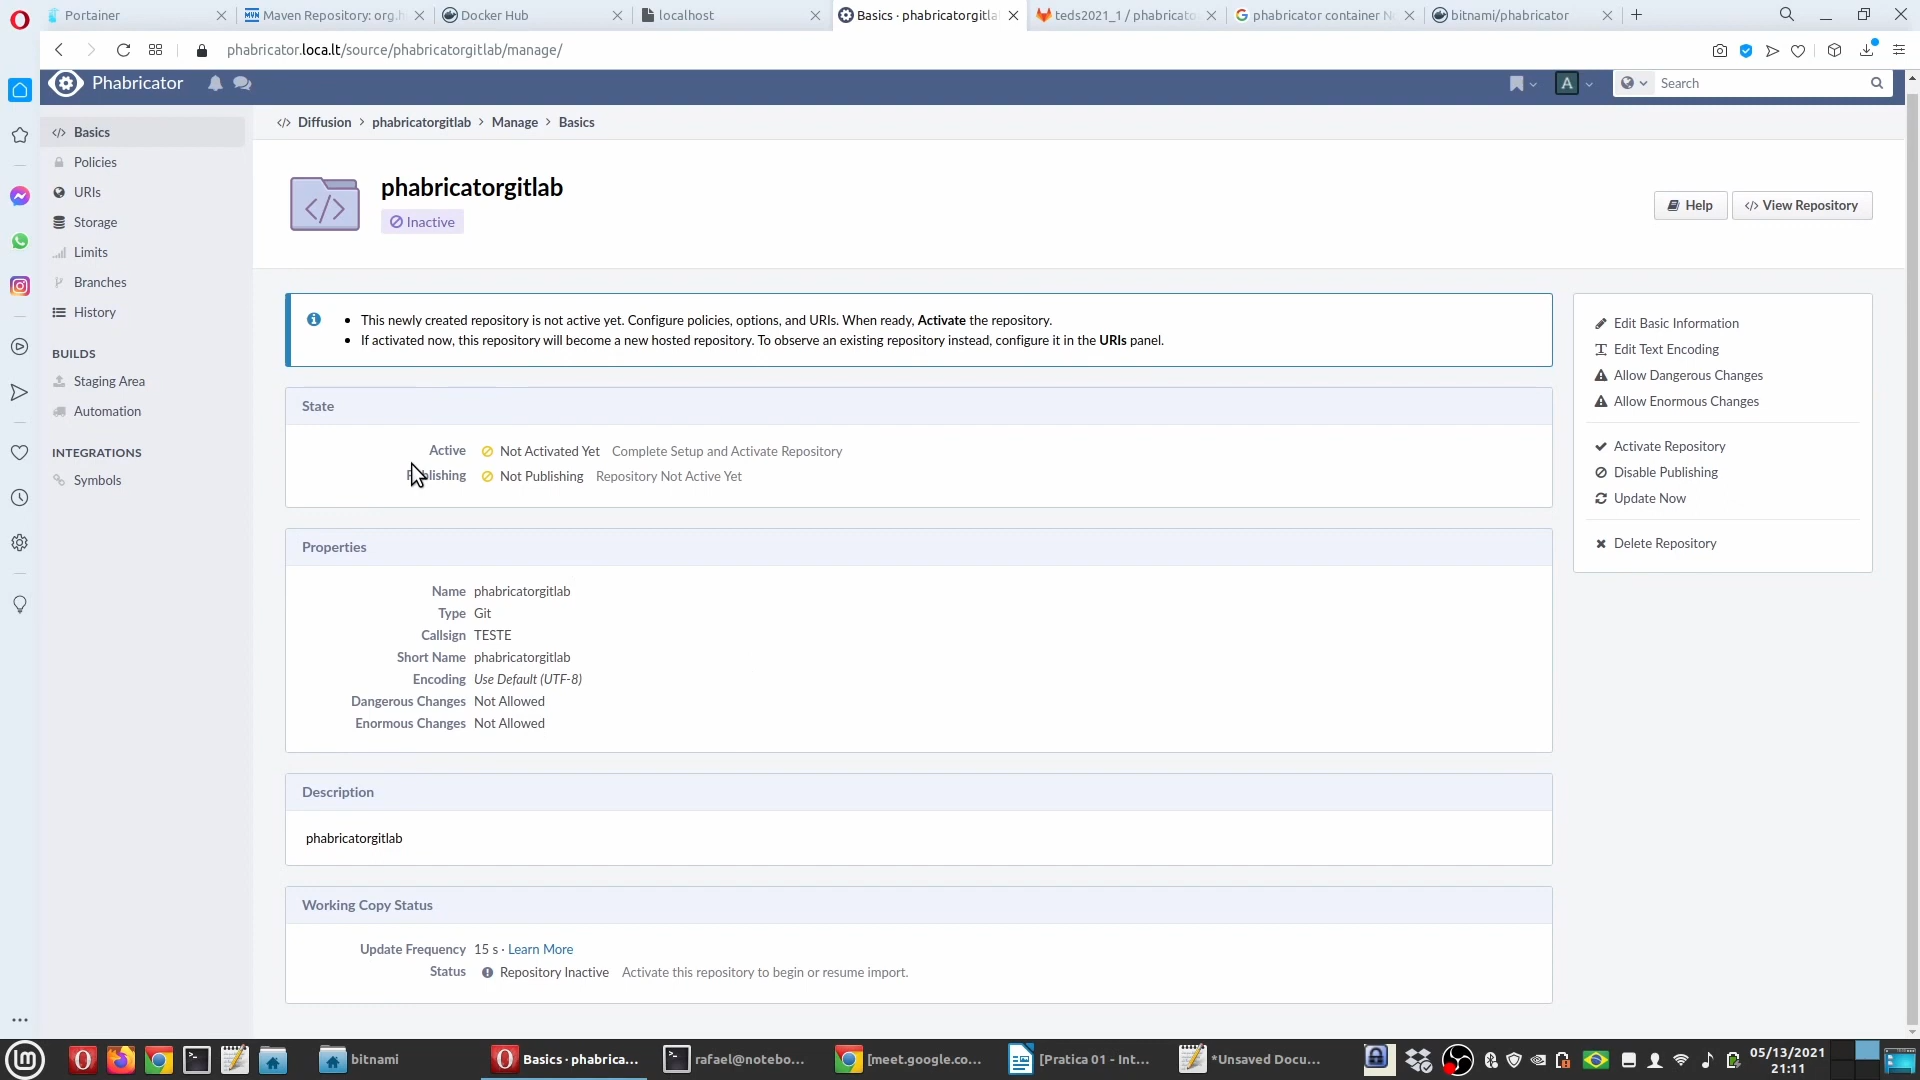 Portainer
Maven Repository: org.h
Docker Hub
localhost
Basics · phabricatorgitla
teds2021_1 / phabricato
phabricator container N
bitnami/phabricator
phabricator.loca.lt/source/phabricatorgitlab/manage/
Phabricator
A
Search
Basics
Policies
URIs
Storage
Limits
Branches
History
BUILDS
Staging Area
Automation
INTEGRATIONS
Symbols
Diffusion > phabricatorgitlab > Manage > Basics
phabricatorgitlab
Inactive
Help
View Repository
• This newly created repository is not active yet. Configure policies, options, and URIs. When ready, Activate the repository.
• If activated now, this repository will become a new hosted repository. To observe an existing repository instead, configure it in the URIs panel.
State
Active Not Activated Yet Complete Setup and Activate Repository
Publishing Not Publishing Repository Not Active Yet
Properties
Name phabricatorgitlab
Type Git
Callsign TESTE
Short Name phabricatorgitlab
Encoding Use Default (UTF-8)
Dangerous Changes Not Allowed
Enormous Changes Not Allowed
Description
phabricatorgitlab
Working Copy Status
Update Frequency 15 s · Learn More
Status Repository Inactive Activate this repository to begin or resume import.
Edit Basic Information
Edit Text Encoding
Allow Dangerous Changes
Allow Enormous Changes
Activate Repository
Disable Publishing
Update Now
Delete Repository
bitnami
Basics · phabrica...
rafael@notebo...
[meet.google.co...
[Pratica 01 - Int...
*Unsaved Docu...
05/13/2021
21:11